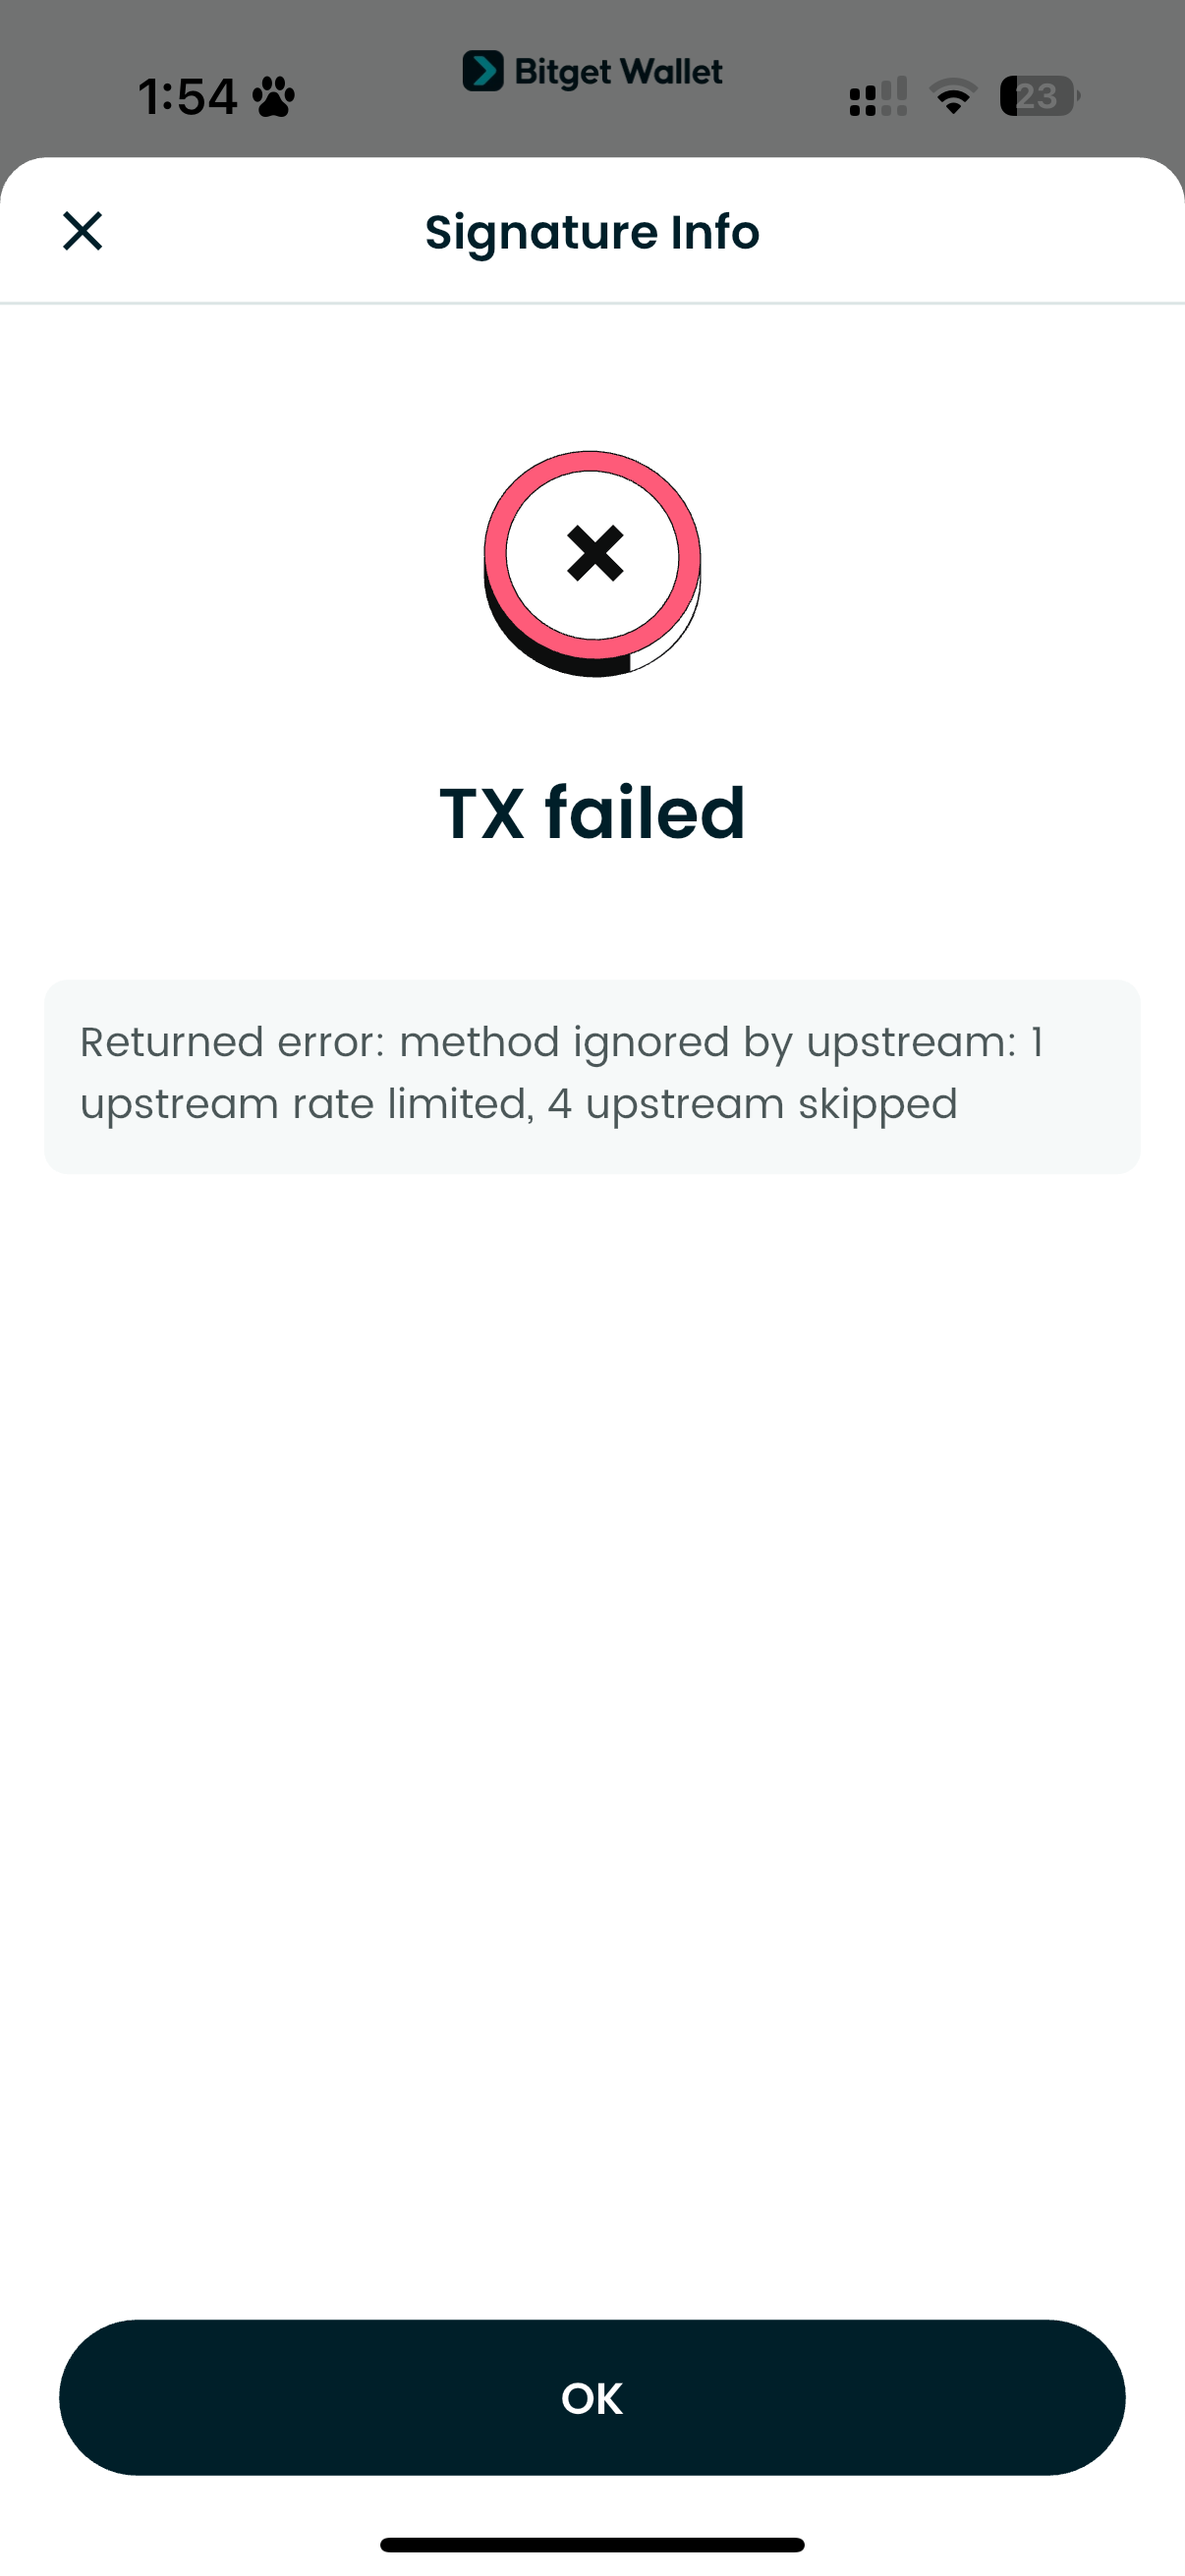 1:54
Bitget Wallet
23
Signature Info
TX failed
Returned error: method ignored by upstream: 1
upstream rate limited, 4 upstream skipped
OK